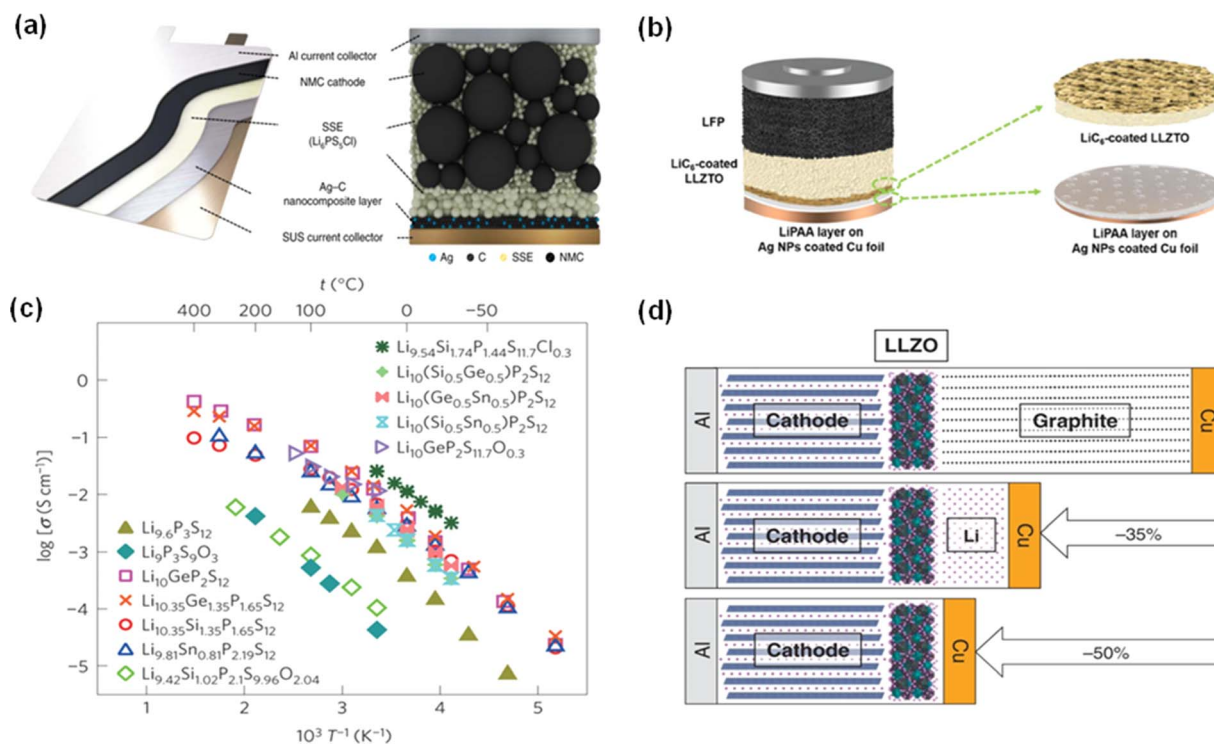 (a)
Al current collector
NMC cathode
SSE
(Li₆PS₅Cl)
Ag–C
nanocomposite layer
SUS current collector
Ag C SSE NMC
(b)
LFP
LiC₆-coated
LLZTO
LiPAA layer on
Ag NPs coated Cu foil
LiC₆-coated LLZTO
LiPAA layer on
Ag NPs coated Cu foil
(c)
t (°C)
400 200 100 0 −50
Li₉.₅₄Si₁.₇₄P₁.₄₄S₁₁.₇Cl₀.₃
Li₁₀(Si₀.₅Ge₀.₅)P₂S₁₂
Li₁₀(Ge₀.₅Sn₀.₅)P₂S₁₂
Li₁₀(Si₀.₅Sn₀.₅)P₂S₁₂
Li₁₀GeP₂S₁₁.₇O₀.₃
log [σ (S cm⁻¹)]
0
−1
−2
−3
−4
−5
Li₉.₆P₃S₁₂
Li₉P₃S₉O₃
Li₁₀GeP₂S₁₂
Li₁₀.₃₅Ge₁.₃₅P₁.₆₅S₁₂
Li₁₀.₃₅Si₁.₃₅P₁.₆₅S₁₂
Li₉.₈₁Sn₀.₈₁P₂.₁₉S₁₂
Li₉.₄₂Si₁.₀₂P₂.₁S₉.₉₆O₂.₀₄
1 2 3 4 5
10³ T⁻¹ (K⁻¹)
(d)
LLZO
Al Cathode Graphite Cu
Al Cathode Li Cu −35%
Al Cathode Cu −50%